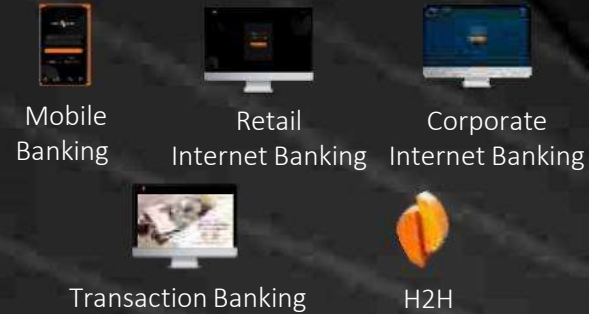 Mobile
Banking
Retail
Internet Banking
Corporate
Internet Banking
Transaction Banking
H2H